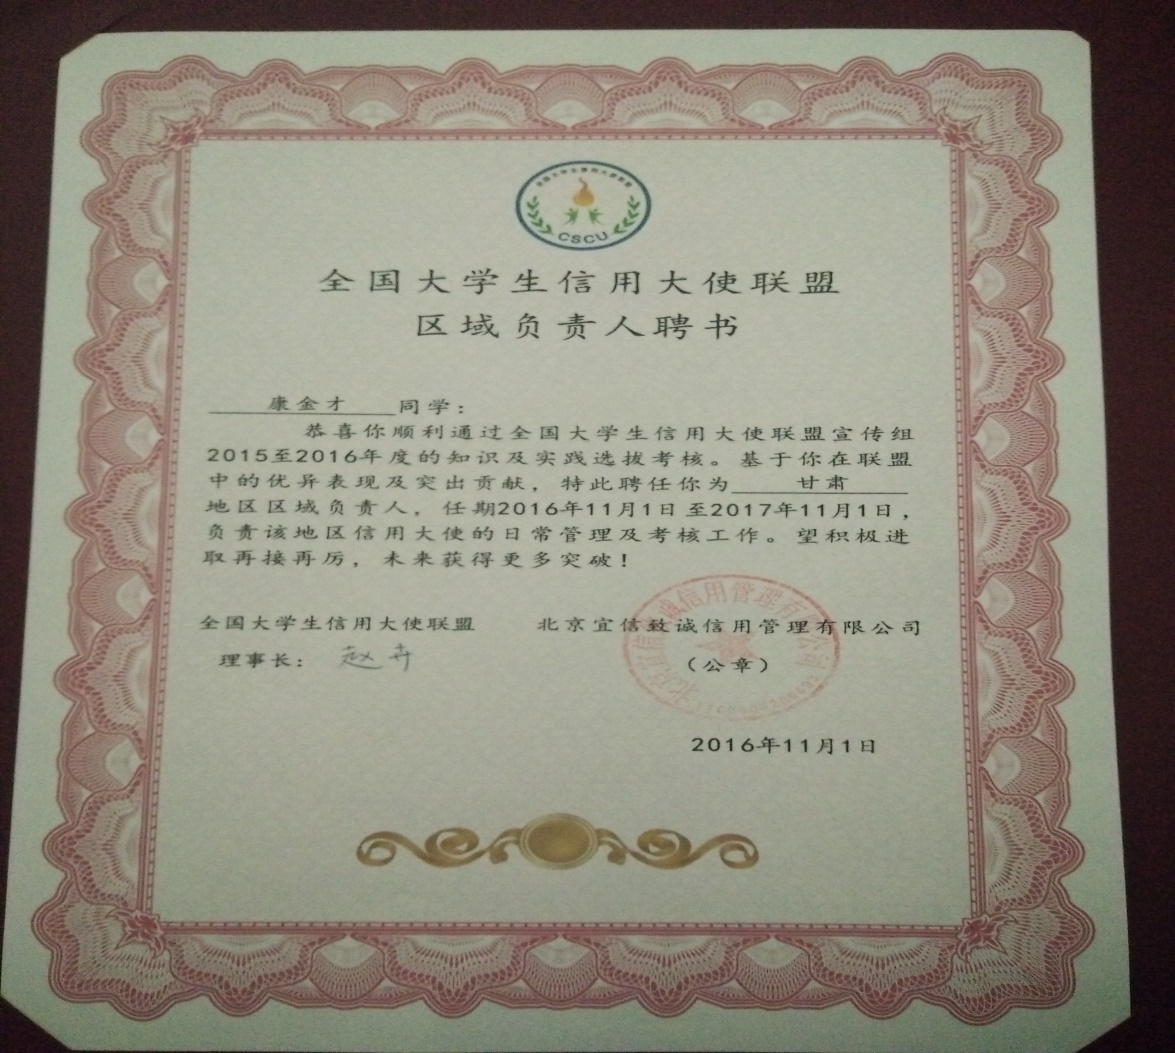 CSCU
全国大学生信用大使联盟
区域负责人聘书
康金才 同学：
恭喜你顺利通过全国大学生信用大使联盟宣传组
2015至2016年度的知识及实践选拔考核。基于你在联盟
中的优异表现及突出贡献，特此聘任你为 甘肃
地区区域负责人，任期2016年11月1日至2017年11月1日，
负责该地区信用大使的日常管理及考核工作。望积极进
取再接再厉，未来获得更多突破！
全国大学生信用大使联盟 北京宜信致诚信用管理有限公司
理事长： （公章）
2016年11月1日